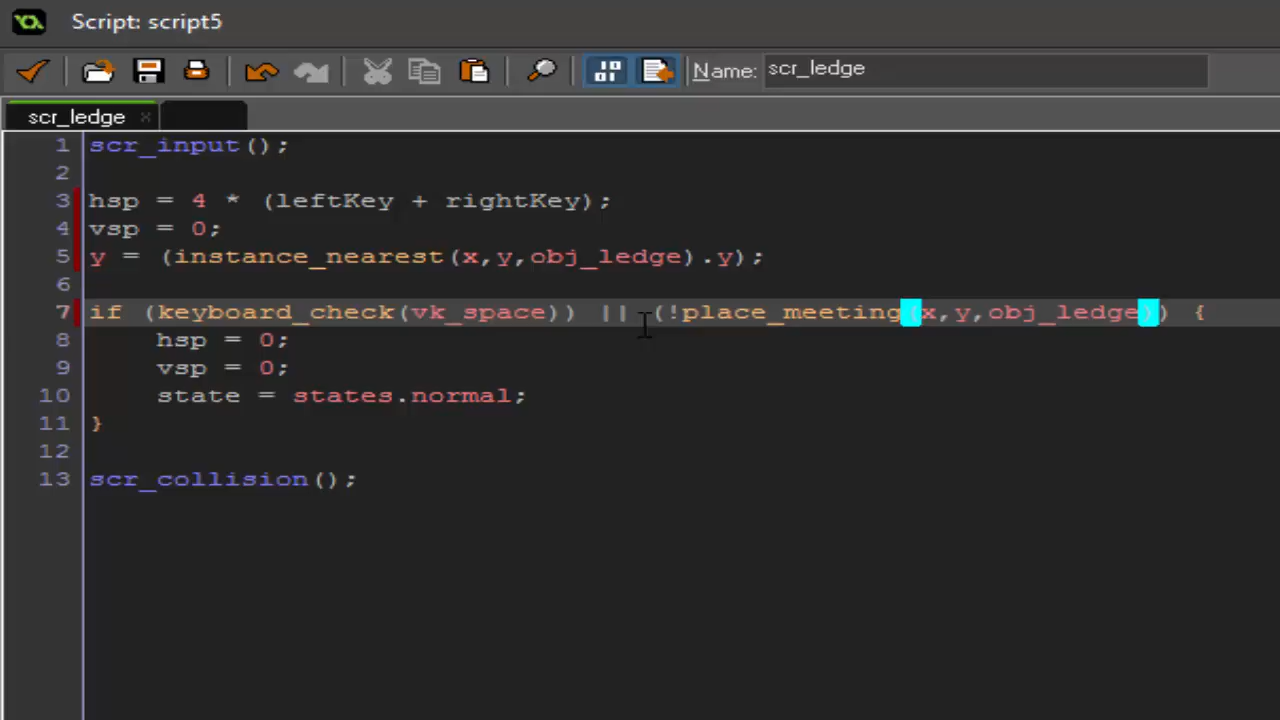 Script: script5
Name: scr_ledge
scr_ledge ×
1 scr_input();
2
3 hsp = 4 * (leftKey + rightKey);
4 vsp = 0;
5 y = (instance_nearest(x,y,obj_ledge).y);
6
7 if (keyboard_check(vk_space)) || (!place_meeting(x,y,obj_ledge)) {
8 hsp = 0;
9 vsp = 0;
10 state = states.normal;
11 }
12
13 scr_collision();